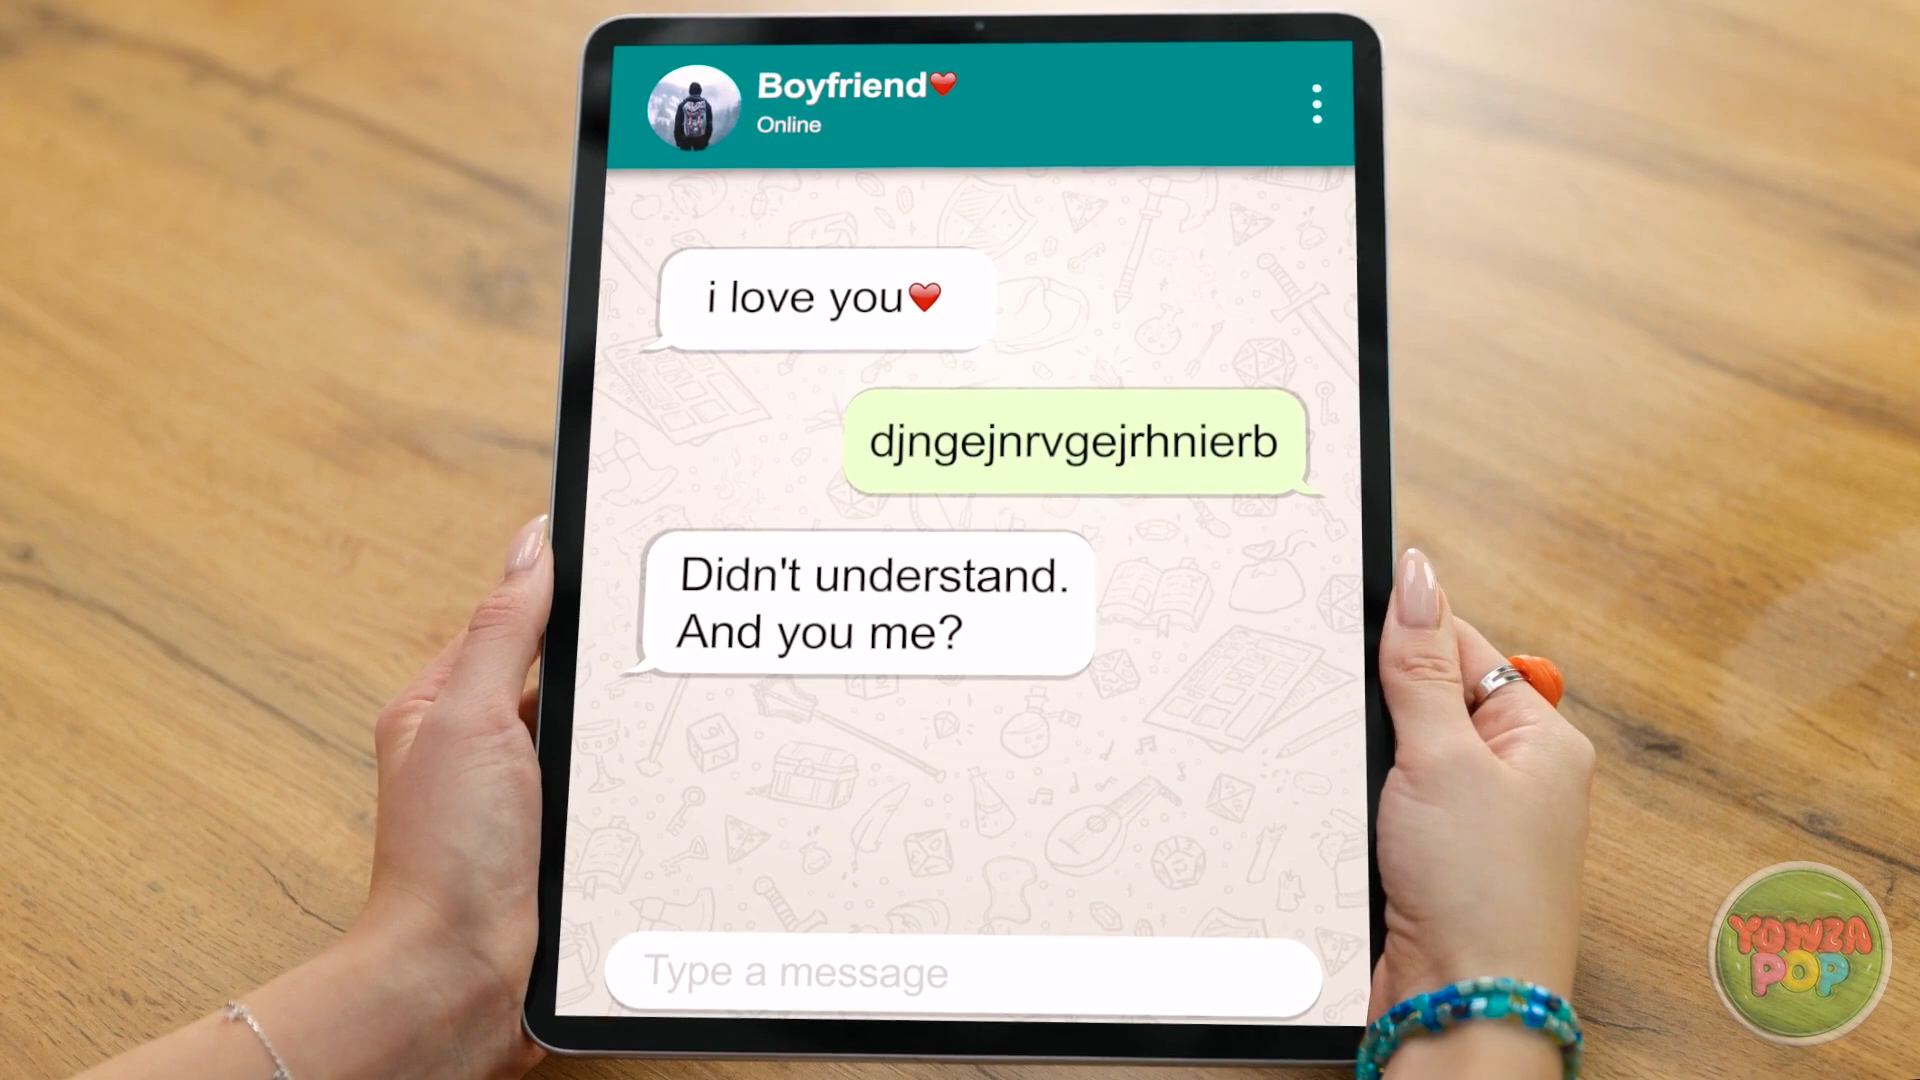 Boyfriend❤️
Online
i love you❤️
djngejnrvgejrhnierb
Didn't understand.
And you me?
Type a message
YOWZA
POP